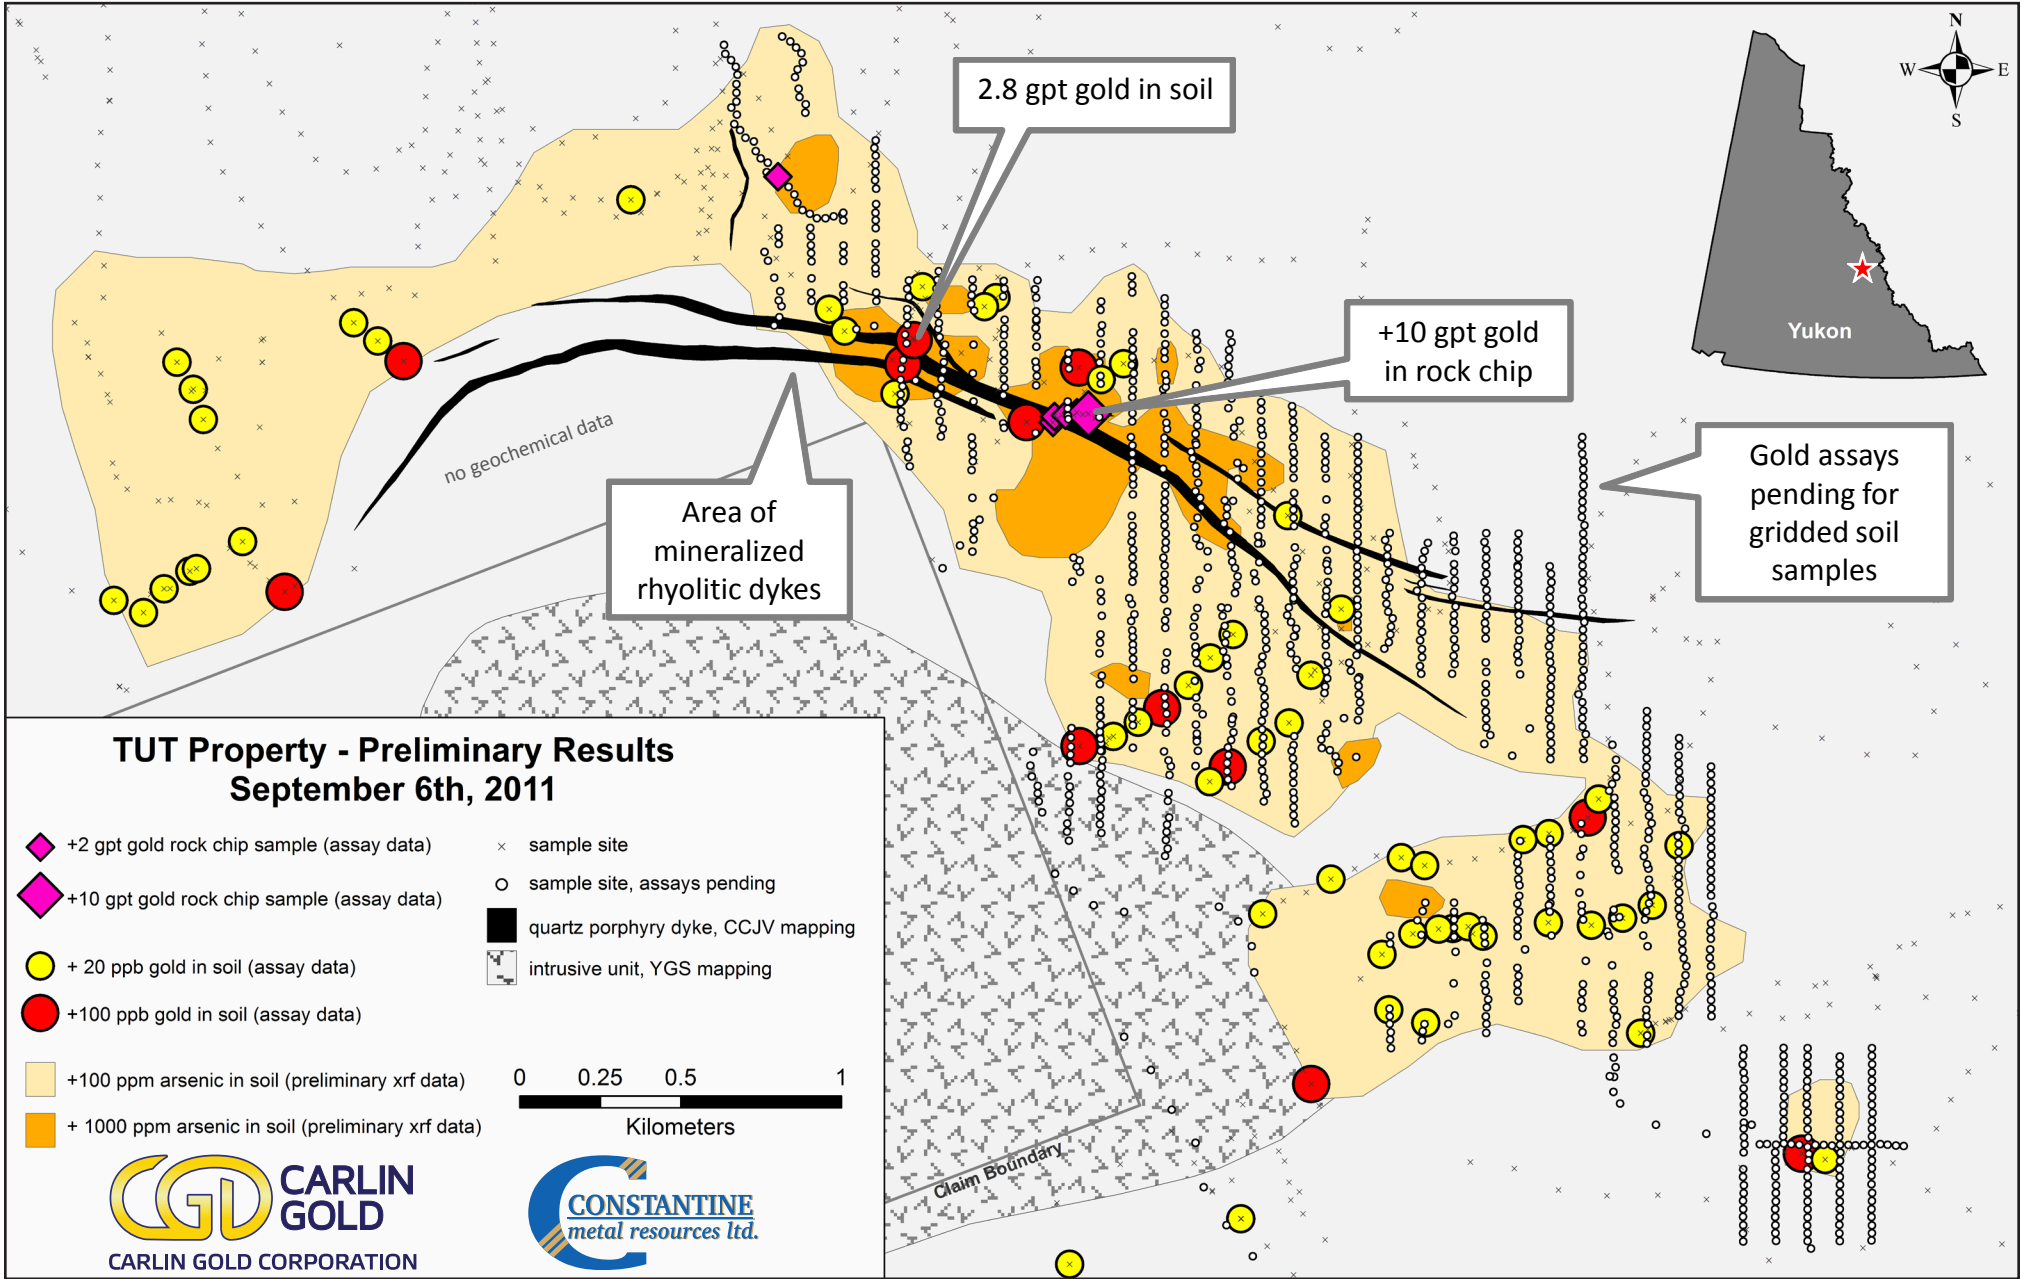 N
W
E
S
2.8 gpt gold in soil
Yukon
+10 gpt gold
in rock chip
no geochemical data
Gold assays
pending for
gridded soil
samples
Area of
mineralized
rhyolitic dykes
TUT Property - Preliminary Results
September 6th, 2011
+2 gpt gold rock chip sample (assay data)
+10 gpt gold rock chip sample (assay data)
+ 20 ppb gold in soil (assay data)
+100 ppb gold in soil (assay data)
+100 ppm arsenic in soil (preliminary xrf data)
+ 1000 ppm arsenic in soil (preliminary xrf data)
sample site
sample site, assays pending
quartz porphyry dyke, CCJV mapping
intrusive unit, YGS mapping
0 0.25 0.5 1
Kilometers
CGD CARLIN
GOLD
CARLIN GOLD CORPORATION
CONSTANTINE
metal resources ltd.
Claim Boundary